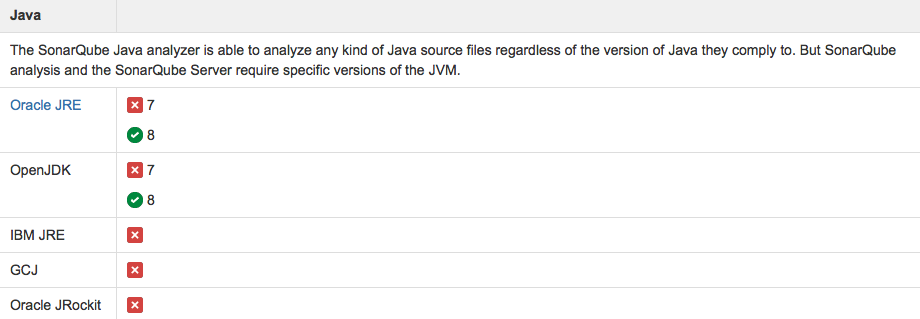 Java
The SonarQube Java analyzer is able to analyze any kind of Java source files regardless of the version of Java they comply to. But SonarQube
analysis and the SonarQube Server require specific versions of the JVM.
Oracle JRE 7
8
OpenJDK 7
8
IBM JRE
GCJ
Oracle JRockit